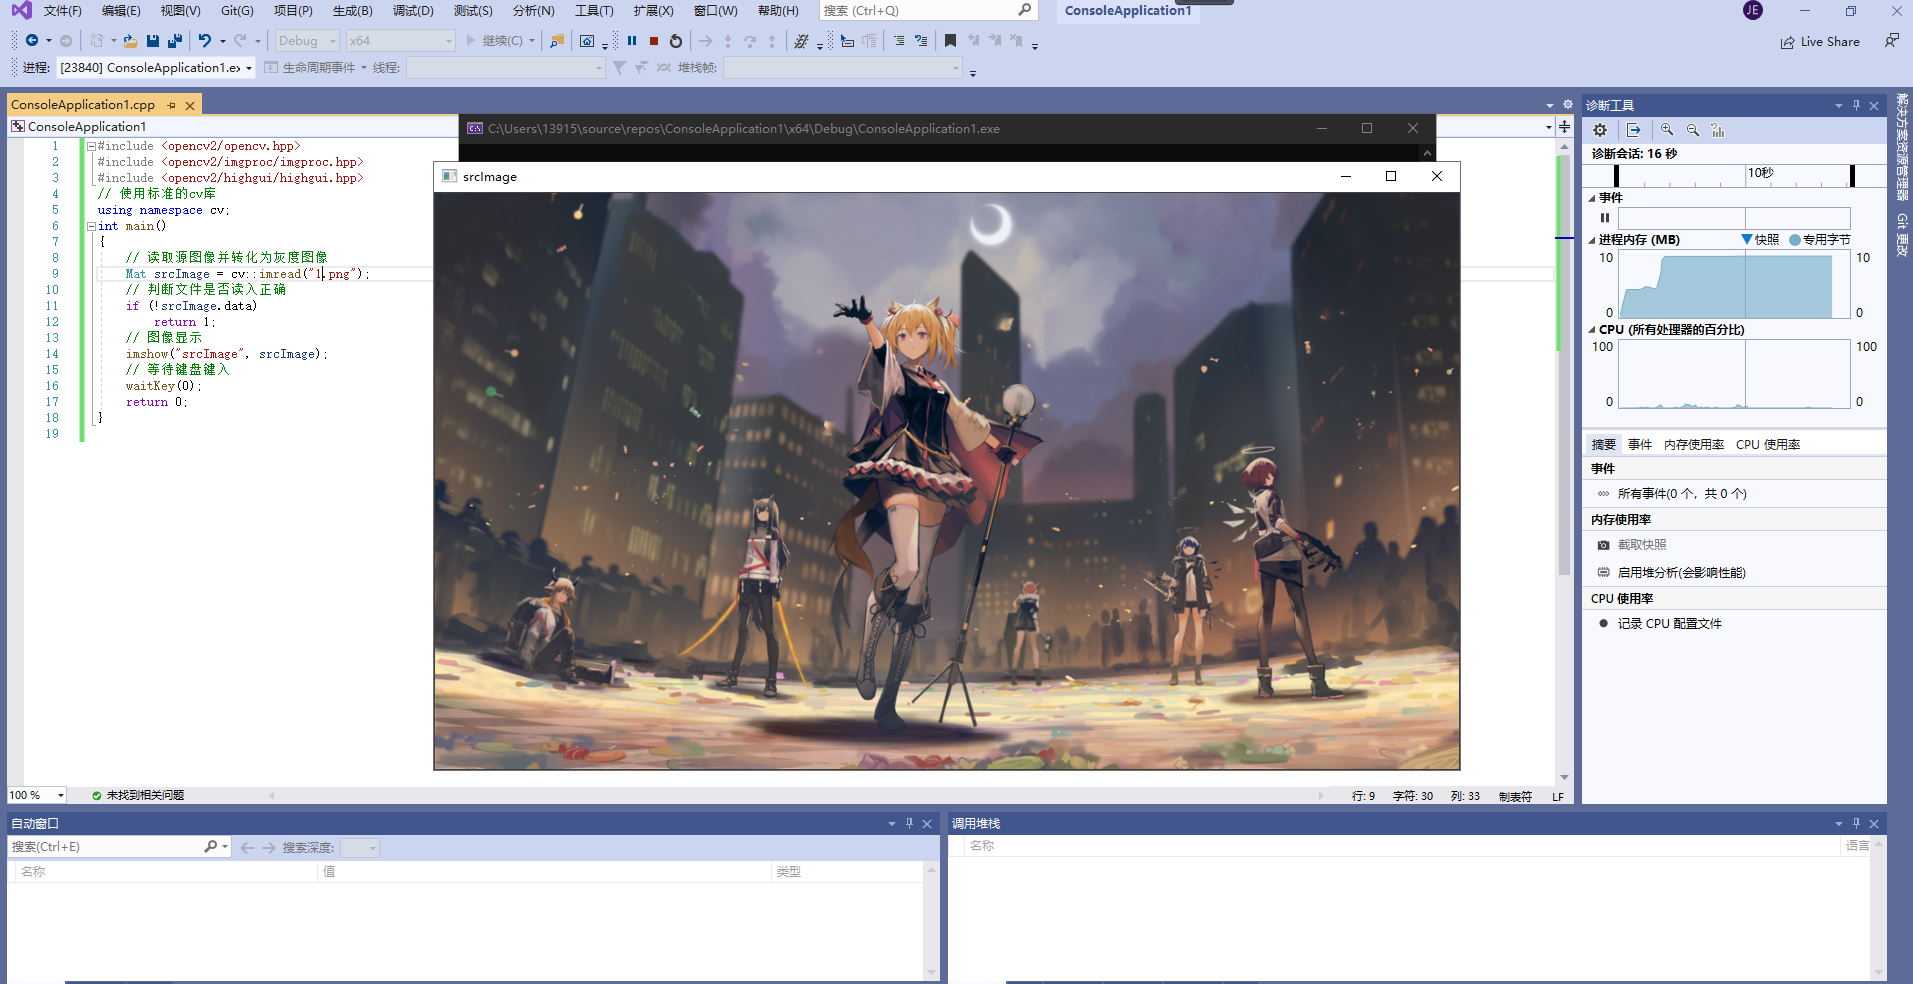 文件(F) 编辑(E) 视图(V) Git(G) 项目(P) 生成(B) 调试(D) 测试(S) 分析(N) 工具(T) 扩展(X) 窗口(W) 帮助(H) 搜索 (Ctrl+Q) ConsoleApplication1 JE
Debug x64 继续(C) Live Share
进程: [23840] ConsoleApplication1.ex 生命周期事件 线程: 堆栈帧:
ConsoleApplication1.cpp
ConsoleApplication1
C:\Users\13915\source\repos\ConsoleApplication1\x64\Debug\ConsoleApplication1.exe
srcImage
1 #include <opencv2/opencv.hpp>
2 #include <opencv2/imgproc/imgproc.hpp>
3 #include <opencv2/highgui/highgui.hpp>
4 // 使用标准的cv库
5 using namespace cv;
6 int main()
7 {
8 // 读取源图像并转化为灰度图像
9 Mat srcImage = cv::imread("1.png");
10 // 判断文件是否读入正确
11 if (!srcImage.data)
12 return 1;
13 // 图像显示
14 imshow("srcImage", srcImage);
15 // 等待键盘键入
16 waitKey(0);
17 return 0;
18 }
19
100 % 未找到相关问题 行: 9 字符: 30 列: 33 制表符 LF
诊断工具
诊断会话: 16 秒
10秒
事件
进程内存 (MB) 快照 专用字节
10 10
0 0
CPU (所有处理器的百分比)
100 100
0 0
摘要 事件 内存使用率 CPU 使用率
事件
所有事件(0 个，共 0 个)
内存使用率
截取快照
启用堆分析(会影响性能)
CPU 使用率
记录 CPU 配置文件
解决方案资源管理器
Git 更改
自动窗口
搜索(Ctrl+E) 搜索深度:
名称 值 类型
调用堆栈
名称 语言